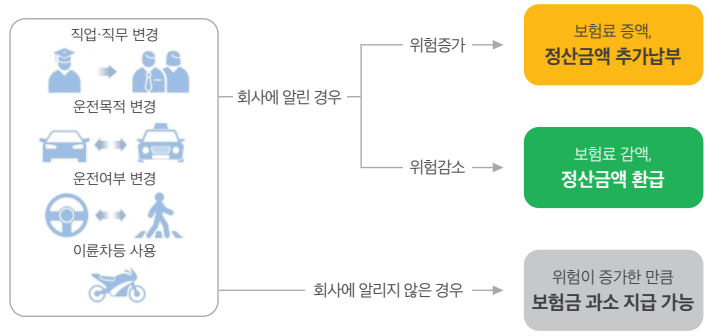 직업·직무 변경
운전목적 변경
운전여부 변경
이륜차등 사용
회사에 알린 경우
위험증가
보험료 증액,
정산금액 추가납부
위험감소
보험료 감액,
정산금액 환급
회사에 알리지 않은 경우
위험이 증가한 만큼
보험금 과소 지급 가능